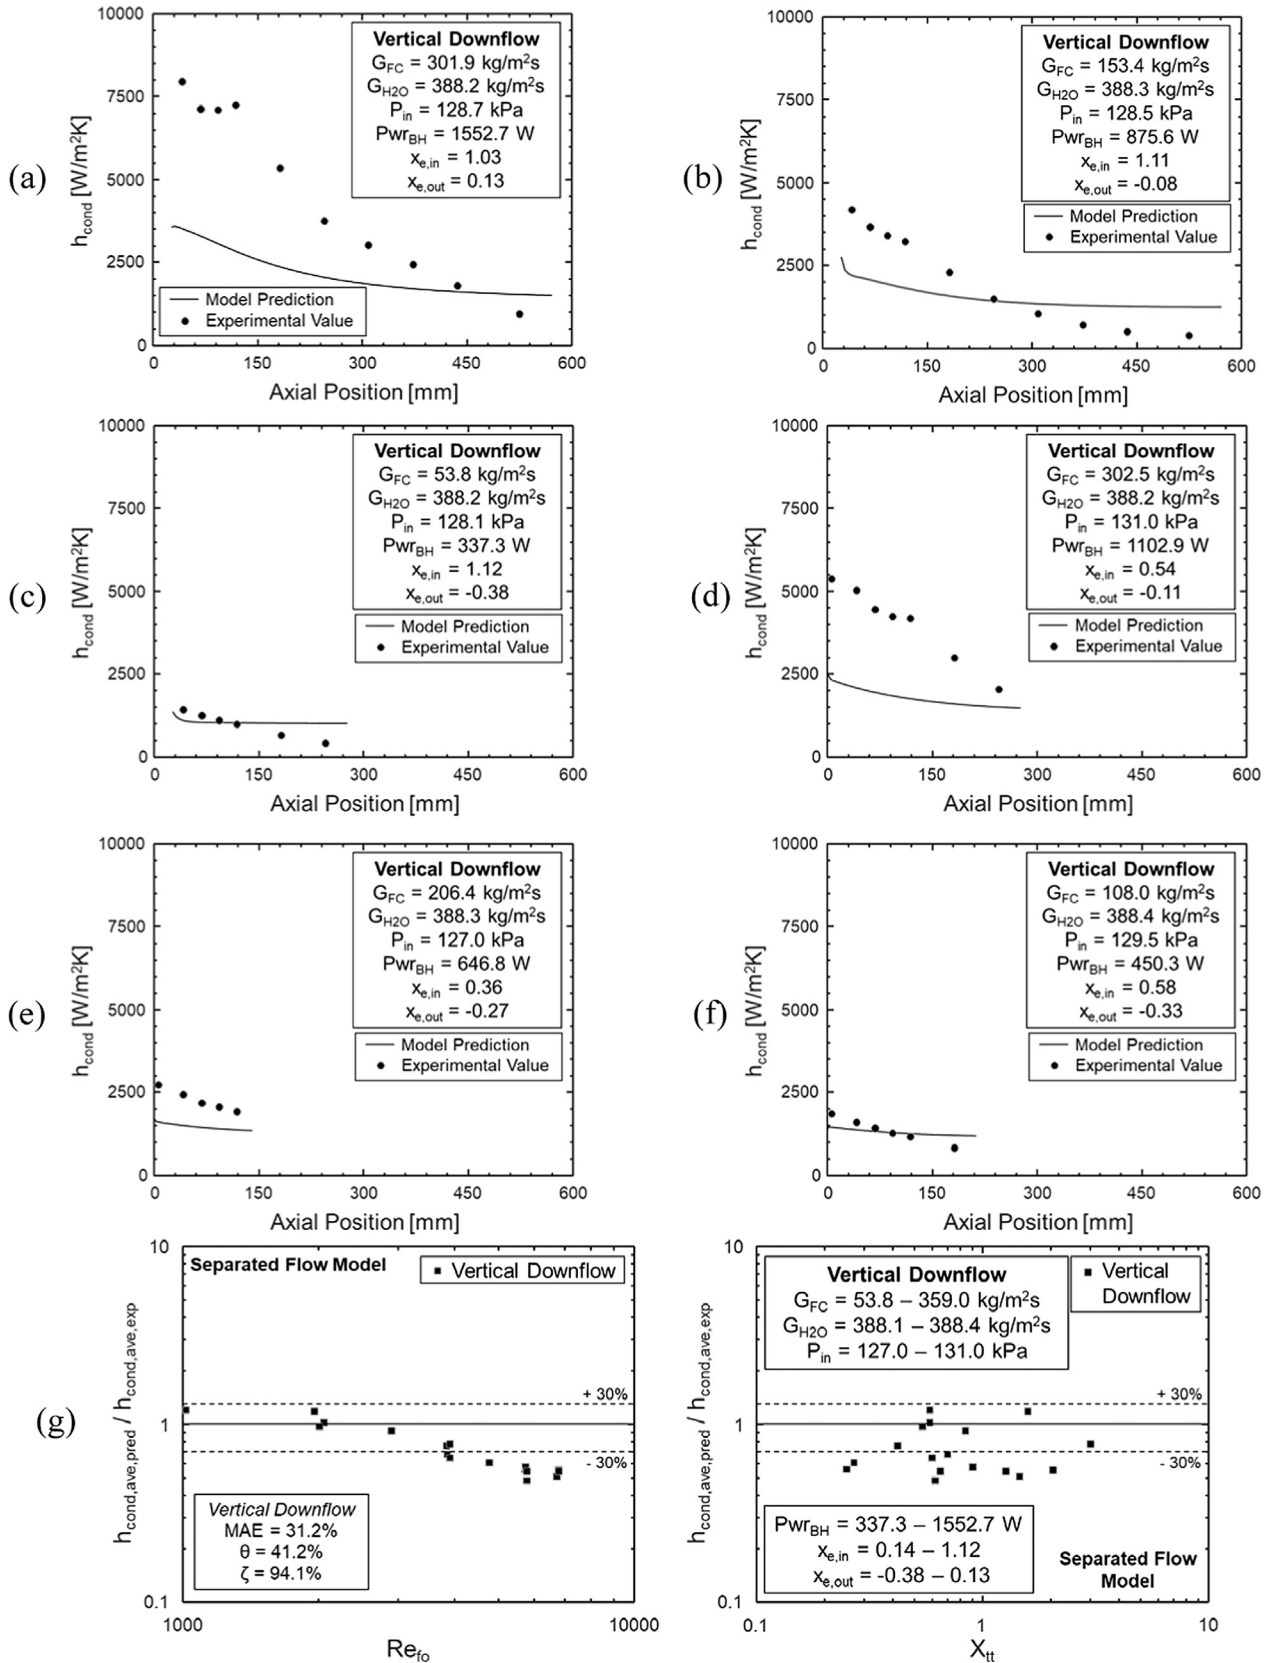 (a)
10000
7500
5000
2500
0
h_cond [W/m²K]
0 150 300 450 600
Axial Position [mm]
Vertical Downflow
G_FC = 301.9 kg/m²s
G_H2O = 388.2 kg/m²s
P_in = 128.7 kPa
Pwr_BH = 1552.7 W
x_e,in = 1.03
x_e,out = 0.13
Model Prediction
Experimental Value
(b)
10000
7500
5000
2500
0
h_cond [W/m²K]
0 150 300 450 600
Axial Position [mm]
Vertical Downflow
G_FC = 153.4 kg/m²s
G_H2O = 388.3 kg/m²s
P_in = 128.5 kPa
Pwr_BH = 875.6 W
x_e,in = 1.11
x_e,out = -0.08
Model Prediction
Experimental Value
(c)
10000
7500
5000
2500
0
h_cond [W/m²K]
0 150 300 450 600
Axial Position [mm]
Vertical Downflow
G_FC = 53.8 kg/m²s
G_H2O = 388.2 kg/m²s
P_in = 128.1 kPa
Pwr_BH = 337.3 W
x_e,in = 1.12
x_e,out = -0.38
Model Prediction
Experimental Value
(d)
10000
7500
5000
2500
0
h_cond [W/m²K]
0 150 300 450 600
Axial Position [mm]
Vertical Downflow
G_FC = 302.5 kg/m²s
G_H2O = 388.2 kg/m²s
P_in = 131.0 kPa
Pwr_BH = 1102.9 W
x_e,in = 0.54
x_e,out = -0.11
Model Prediction
Experimental Value
(e)
10000
7500
5000
2500
0
h_cond [W/m²K]
0 150 300 450 600
Axial Position [mm]
Vertical Downflow
G_FC = 206.4 kg/m²s
G_H2O = 388.3 kg/m²s
P_in = 127.0 kPa
Pwr_BH = 646.8 W
x_e,in = 0.36
x_e,out = -0.27
Model Prediction
Experimental Value
(f)
10000
7500
5000
2500
0
h_cond [W/m²K]
0 150 300 450 600
Axial Position [mm]
Vertical Downflow
G_FC = 108.0 kg/m²s
G_H2O = 388.4 kg/m²s
P_in = 129.5 kPa
Pwr_BH = 450.3 W
x_e,in = 0.58
x_e,out = -0.33
Model Prediction
Experimental Value
(g)
10
1
0.1
h_cond,ave,pred / h_cond,ave,exp
Separated Flow Model
Vertical Downflow
+ 30%
- 30%
Vertical Downflow
MAE = 31.2%
θ = 41.2%
ζ = 94.1%
1000 10000
Re_fo
10
1
0.1
h_cond,ave,pred / h_cond,ave,exp
Vertical Downflow
G_FC = 53.8 – 359.0 kg/m²s
G_H2O = 388.1 – 388.4 kg/m²s
P_in = 127.0 – 131.0 kPa
Vertical
Downflow
+ 30%
- 30%
Pwr_BH = 337.3 – 1552.7 W
x_e,in = 0.14 – 1.12
x_e,out = -0.38 – 0.13
Separated Flow
Model
0.1 1 10
X_tt